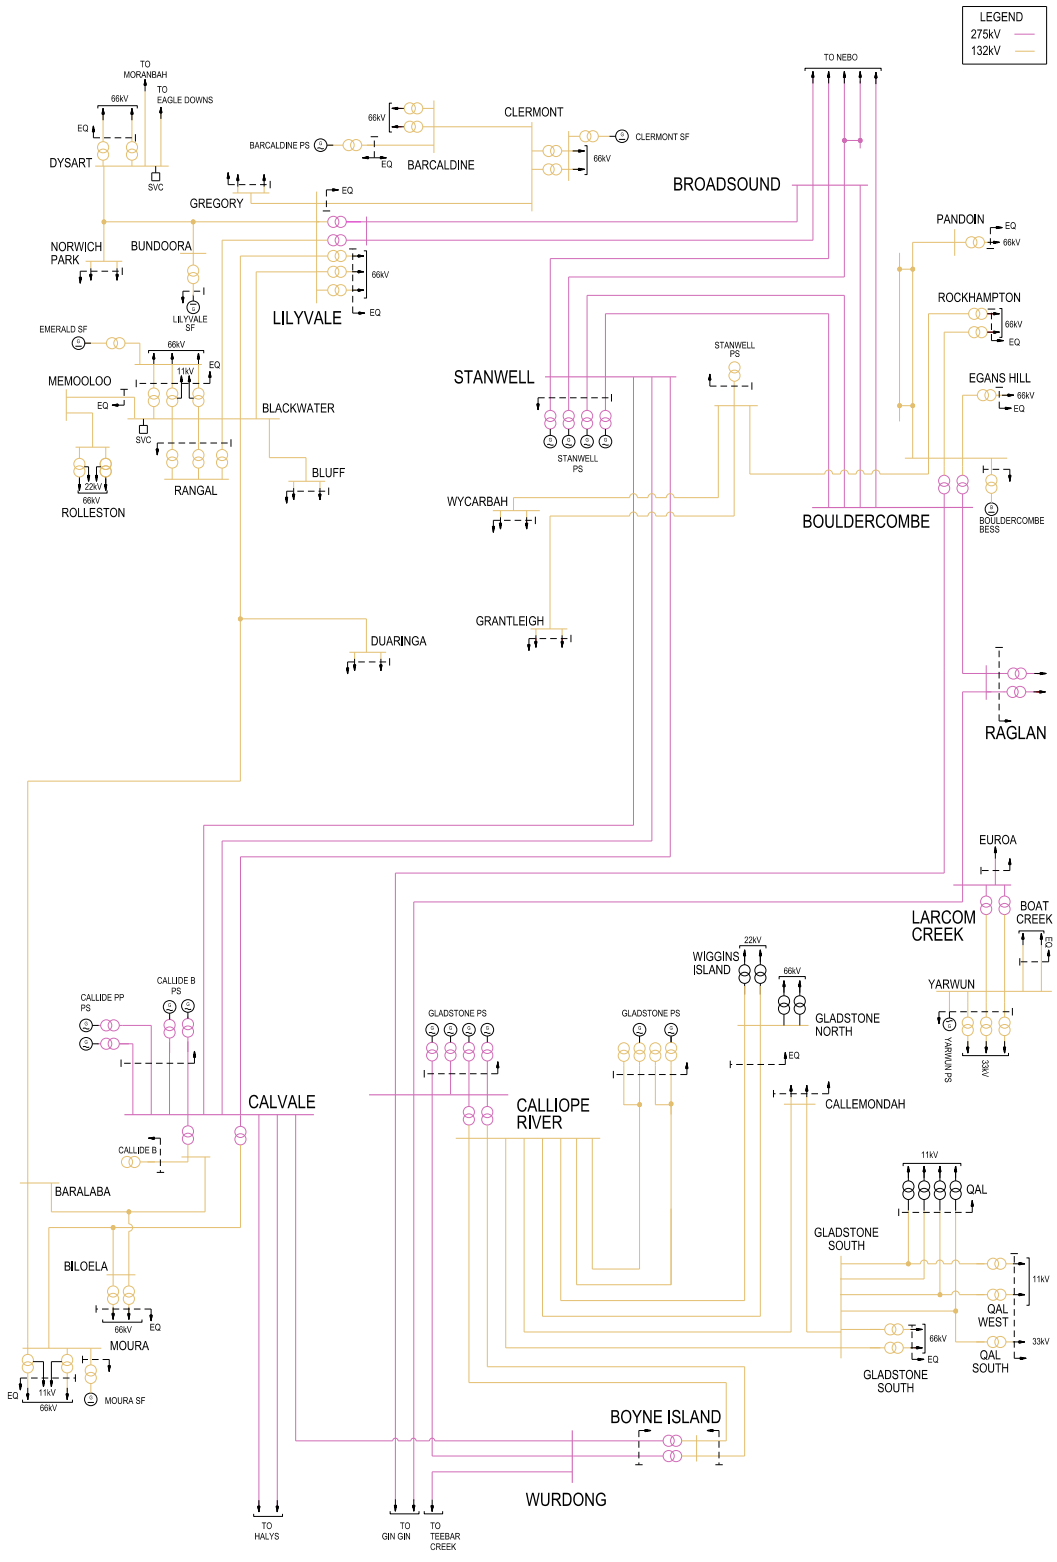 LEGEND
275kV
132kV
TO NEBO
TO
MORANBAH
TO
EAGLE DOWNS
66kV
EQ
DYSART
SVC
BARCALDINE PS
G
66kV
EQ
BARCALDINE
CLERMONT
G
CLERMONT SF
66kV
GREGORY
EQ
BROADSOUND
NORWICH
PARK
BUNDOORA
G
LILYVALE
SF
66kV
EQ
LILYVALE
PANDOIN
EQ
66kV
ROCKHAMPTON
66kV
EQ
EMERALD SF
G
66kV
11kV
EQ
MEMOOLOO
EQ
BLACKWATER
SVC
22kV
66kV
ROLLESTON
RANGAL
BLUFF
STANWELL
PS
STANWELL
G
G
G
G
STANWELL
PS
EGANS HILL
66kV
EQ
WYCARBAH
BOULDERCOMBE
G
BOULDERCOMBE
BESS
GRANTLEIGH
DUARINGA
RAGLAN
EUROA
LARCOM
CREEK
BOAT
CREEK
EQ
YARWUN
G
YARWUN PS
33kV
CALLIDE PP
PS
G
G
CALLIDE B
PS
G
G
GLADSTONE PS
G
G
G
G
GLADSTONE PS
G
G
WIGGINS
ISLAND
22kV
66kV
GLADSTONE
NORTH
EQ
CALVALE
CALLIOPE
RIVER
CALLEMONDAH
CALLIDE B
BARALABA
BILOELA
66kV
EQ
MOURA
EQ
11kV
66kV
G
MOURA SF
11kV
QAL
GLADSTONE
SOUTH
11kV
QAL
WEST
33kV
QAL
SOUTH
66kV
EQ
GLADSTONE
SOUTH
BOYNE ISLAND
WURDONG
TO
HALYS
TO
GIN GIN
TO
TEEBAR
CREEK